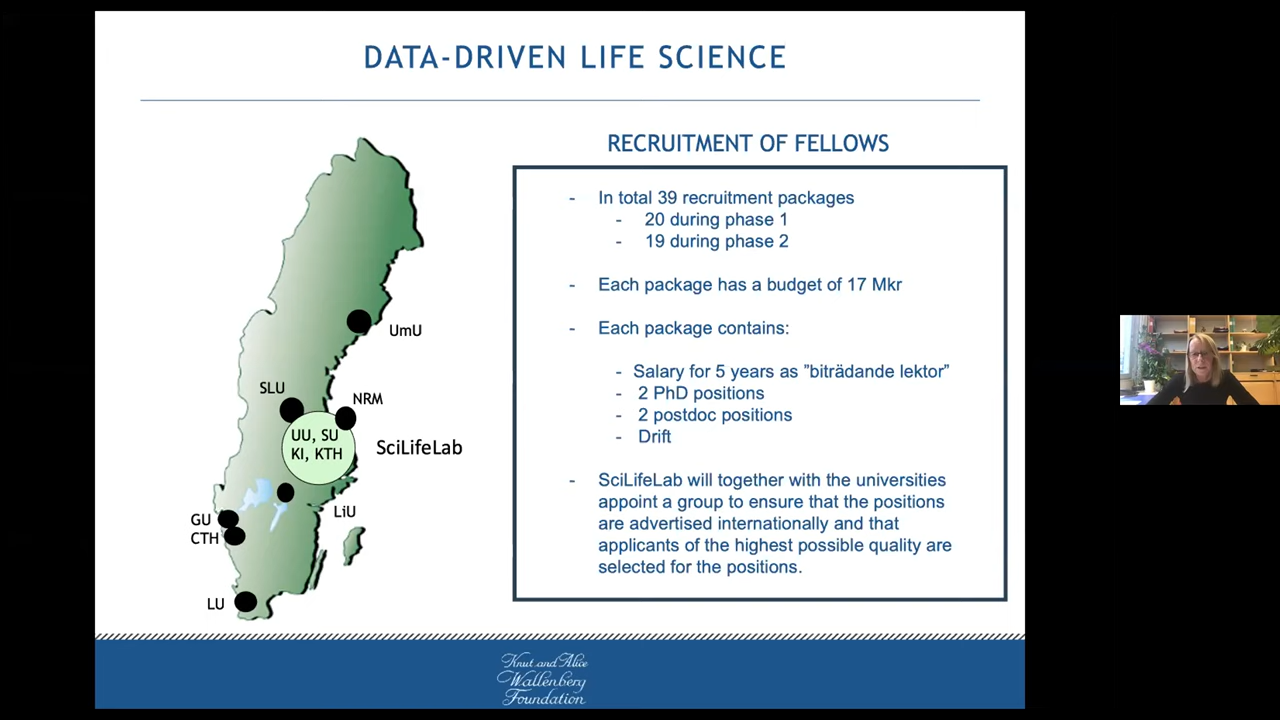 DATA-DRIVEN LIFE SCIENCE
RECRUITMENT OF FELLOWS
- In total 39 recruitment packages
- 20 during phase 1
- 19 during phase 2
- Each package has a budget of 17 Mkr
- Each package contains:
- Salary for 5 years as ”biträdande lektor”
- 2 PhD positions
- 2 postdoc positions
- Drift
- SciLifeLab will together with the universities
appoint a group to ensure that the positions
are advertised internationally and that
applicants of the highest possible quality are
selected for the positions.
UmU
SLU
NRM
UU, SU
KI, KTH
SciLifeLab
LiU
GU
CTH
LU
Knut and Alice
Wallenberg
Foundation